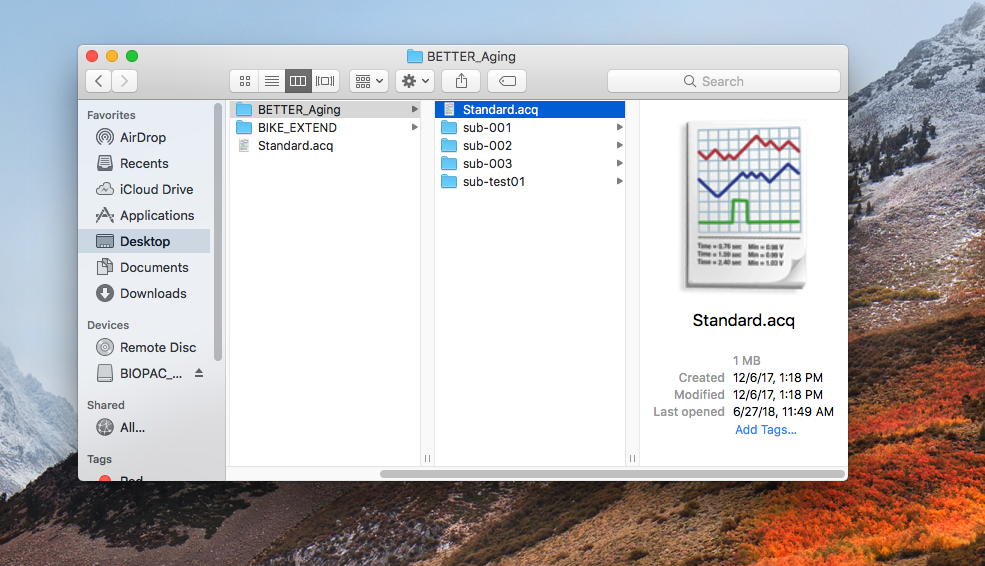 BETTER_Aging
Search
Favorites
AirDrop
Recents
iCloud Drive
Applications
Desktop
Documents
Downloads
Devices
Remote Disc
BIOPAC_...
Shared
All...
Tags
Red
BETTER_Aging
BIKE_EXTEND
Standard.acq
Standard.acq
sub-001
sub-002
sub-003
sub-test01
Time = 0.76 sec Min = 0.98 V
Time = 1.39 sec Min = 0.99 V
Time = 2.40 sec Min = 1.03 V
Standard.acq
1 MB
Created 12/6/17, 1:18 PM
Modified 12/6/17, 1:18 PM
Last opened 6/27/18, 11:49 AM
Add Tags...